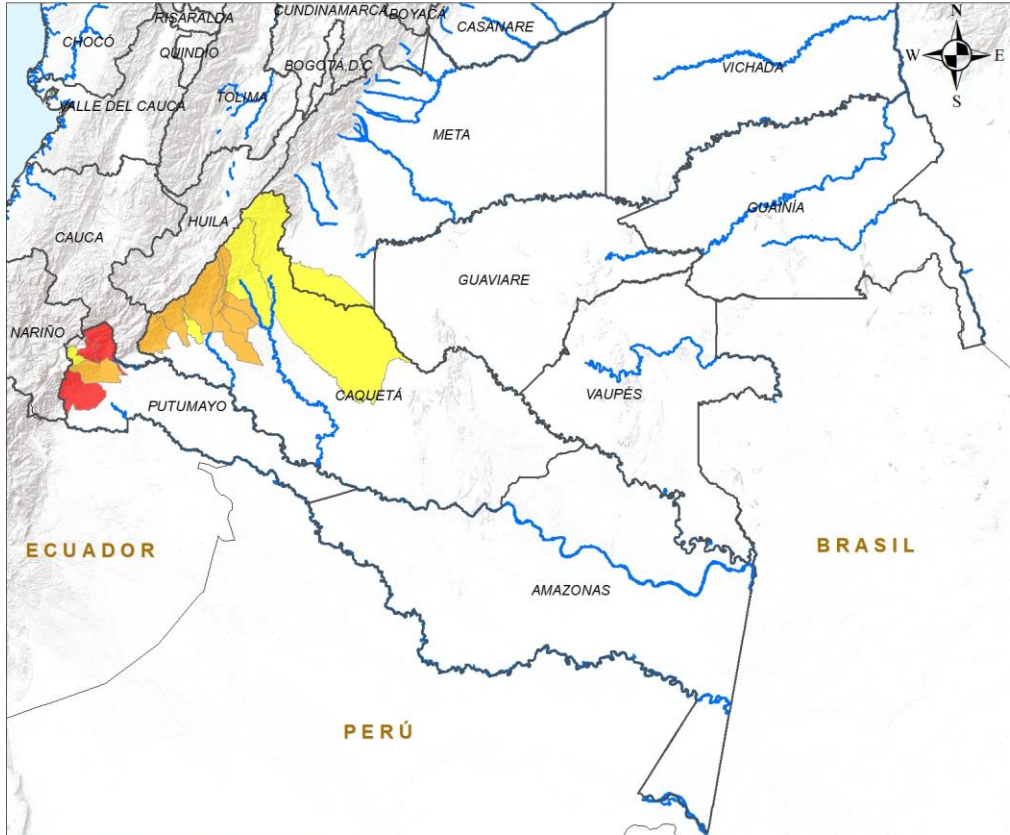 RISARALDA
CUNDINAMARCA
BOYACÁ
CASANARE
N
CHOCÓ
QUINDIO
BOGOTÁ, D.C
VICHADA
W
E
S
VALLE DEL CAUCA
TOLIMA
META
HUILA
GUAINÍA
CAUCA
GUAVIARE
NARIÑO
CAQUETÁ
VAUPÉS
PUTUMAYO
ECUADOR
BRASIL
AMAZONAS
PERÚ